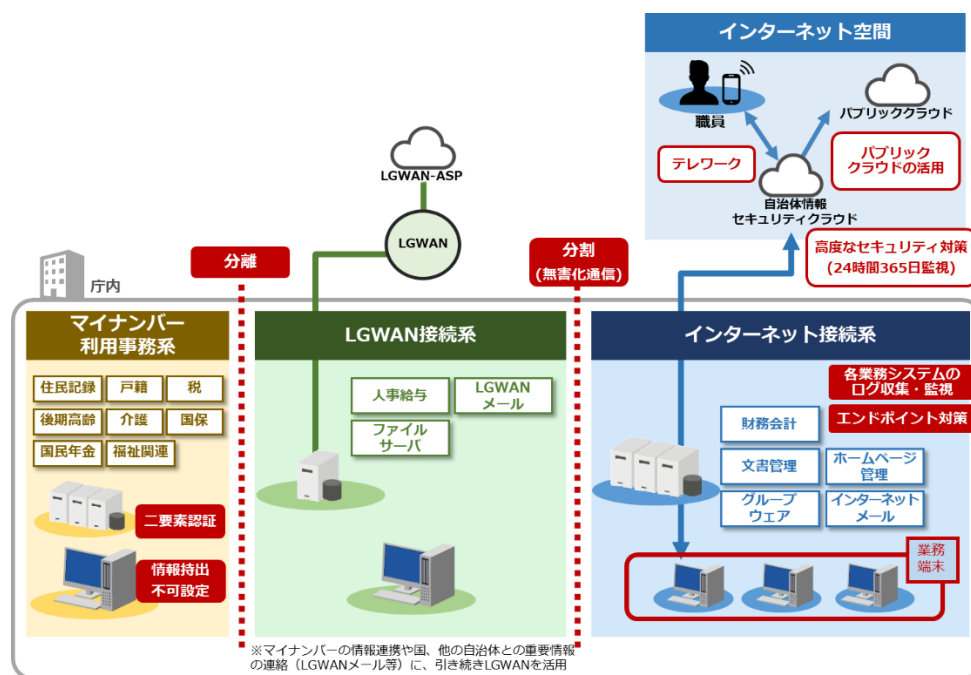 インターネット空間
職員
パブリッククラウド
テレワーク
パブリック
クラウドの活用
自治体情報
セキュリティクラウド
高度なセキュリティ対策
(24時間365日監視)
LGWAN-ASP
LGWAN
分離
分割
(無害化通信)
庁内
マイナンバー
利用事務系
住民記録
戸籍
税
後期高齢
介護
国保
国民年金
福祉関連
二要素認証
情報持出
不可設定
LGWAN接続系
人事給与
LGWAN
メール
ファイル
サーバ
インターネット接続系
各業務システムの
ログ収集・監視
エンドポイント対策
財務会計
文書管理
ホームページ
管理
グループ
ウェア
インターネット
メール
業務
端末
※マイナンバーの情報連携や国、他の自治体との重要情報
の連絡（LGWANメール等）に、引き続きLGWANを活用